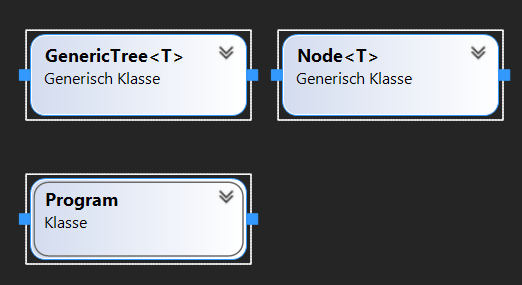 GenericTree<T>
Generisch Klasse
Node<T>
Generisch Klasse
Program
Klasse